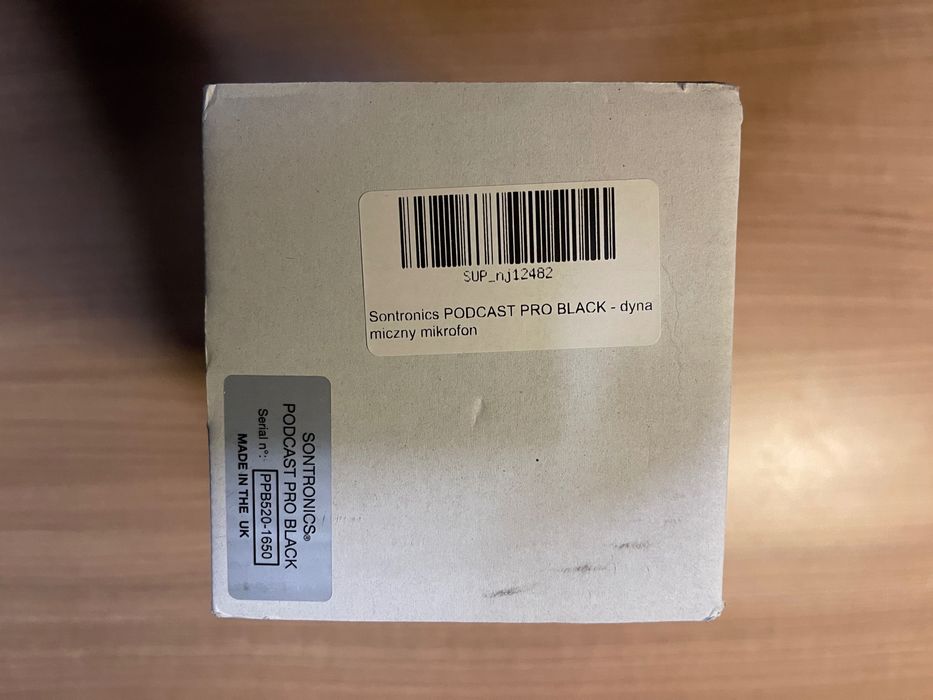 SUP_nj12482
Sontronics PODCAST PRO BLACK - dyna
miczny mikrofon
SONTRONICS®
PODCAST PRO BLACK
Serial n°: PPB520-1650
MADE IN THE UK